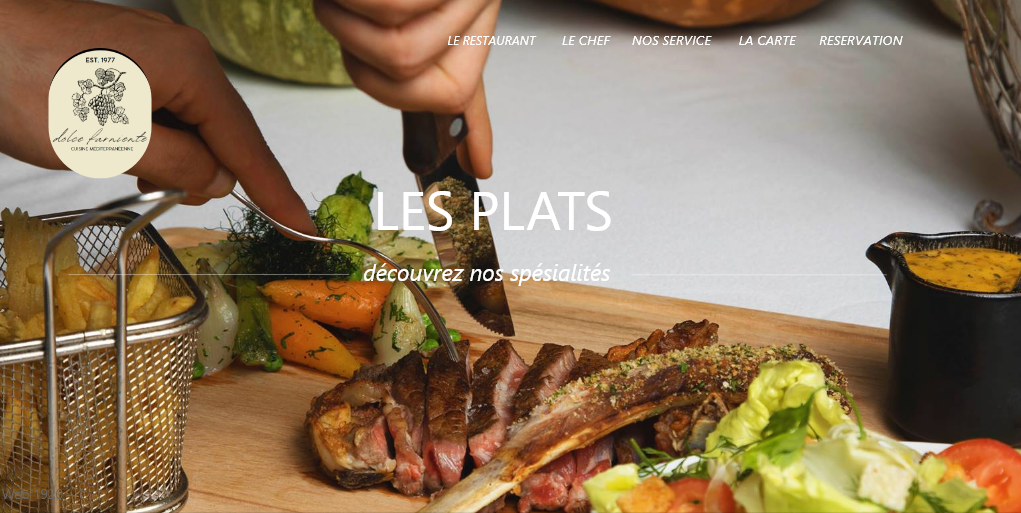 LE RESTAURANT LE CHEF NOS SERVICE LA CARTE RESERVATION
EST. 1977
dolce farniente
CUISINE MEDITERRANÉENNE
LES PLATS
découvrez nos spésialités